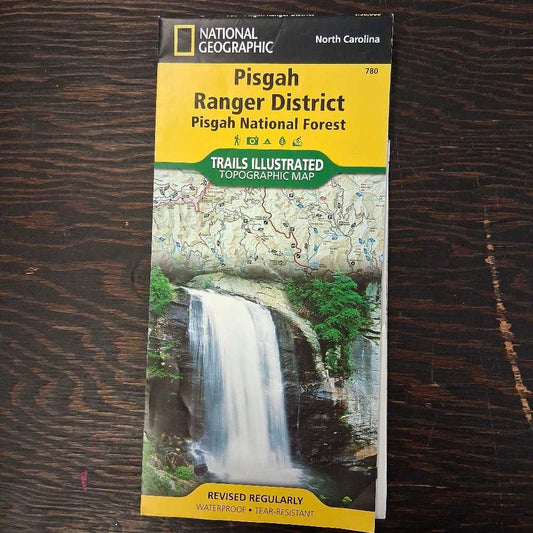 NATIONAL
GEOGRAPHIC
North Carolina
780
Pisgah
Ranger District
Pisgah National Forest
TRAILS ILLUSTRATED
TOPOGRAPHIC MAP
REVISED REGULARLY
WATERPROOF • TEAR-RESISTANT